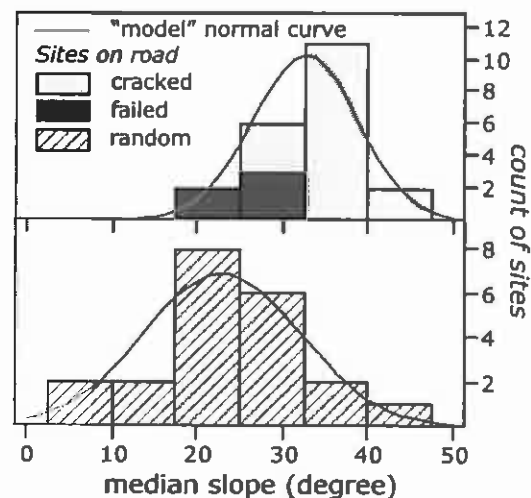 "model" normal curve
Sites on road
cracked
failed
random
12
10
8
6
4
2
8
6
4
2
count of sites
0 10 20 30 40 50
median slope (degree)